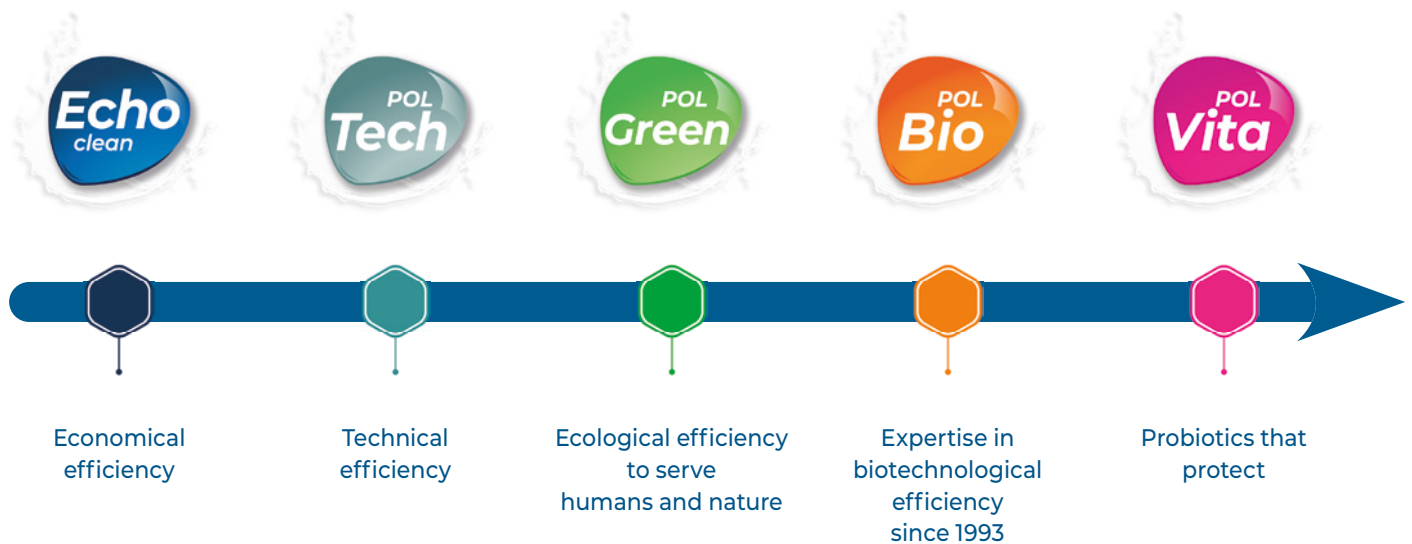 Echo
clean
POL
Tech
POL
Green
POL
Bio
POL
Vita
Economical
efficiency
Technical
efficiency
Ecological efficiency
to serve
humans and nature
Expertise in
biotechnological
efficiency
since 1993
Probiotics that
protect